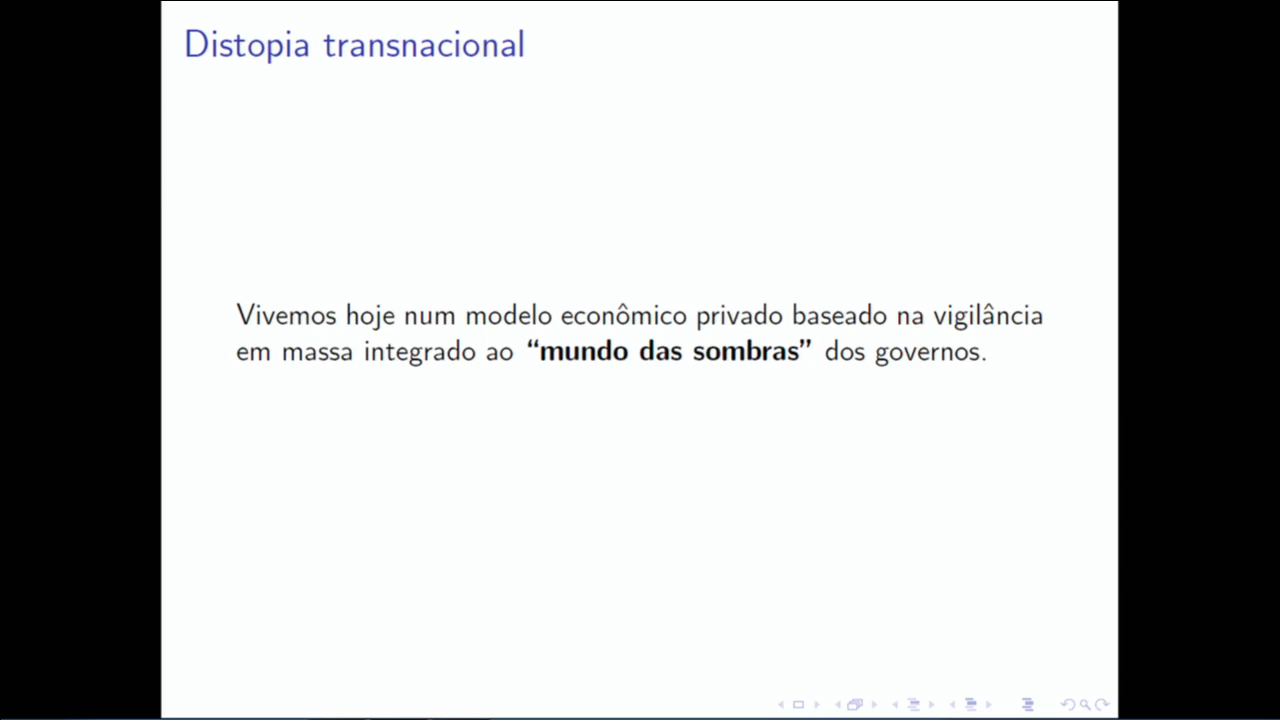 Distopia transnacional
Vivemos hoje num modelo econômico privado baseado na vigilância
em massa integrado ao “mundo das sombras” dos governos.